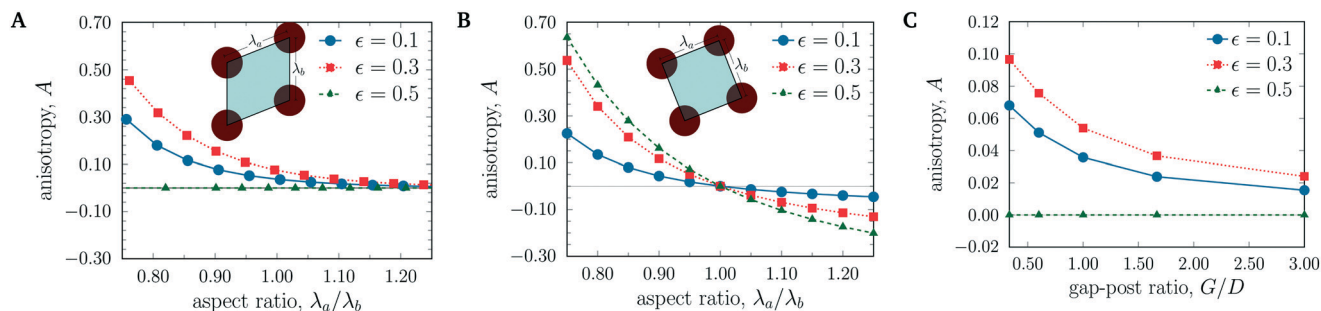 A
anisotropy, A
0.70
0.50
0.30
0.10
−0.10
−0.30
λa
λb
ϵ = 0.1
ϵ = 0.3
ϵ = 0.5
0.80 0.90 1.00 1.10 1.20
aspect ratio, λa/λb
B
anisotropy, A
0.70
0.50
0.30
0.10
−0.10
−0.30
λa
λb
ϵ = 0.1
ϵ = 0.3
ϵ = 0.5
0.80 0.90 1.00 1.10 1.20
aspect ratio, λa/λb
C
anisotropy, A
0.12
0.10
0.08
0.06
0.04
0.02
0.00
−0.02
ϵ = 0.1
ϵ = 0.3
ϵ = 0.5
0.50 1.00 1.50 2.00 2.50 3.00
gap-post ratio, G/D